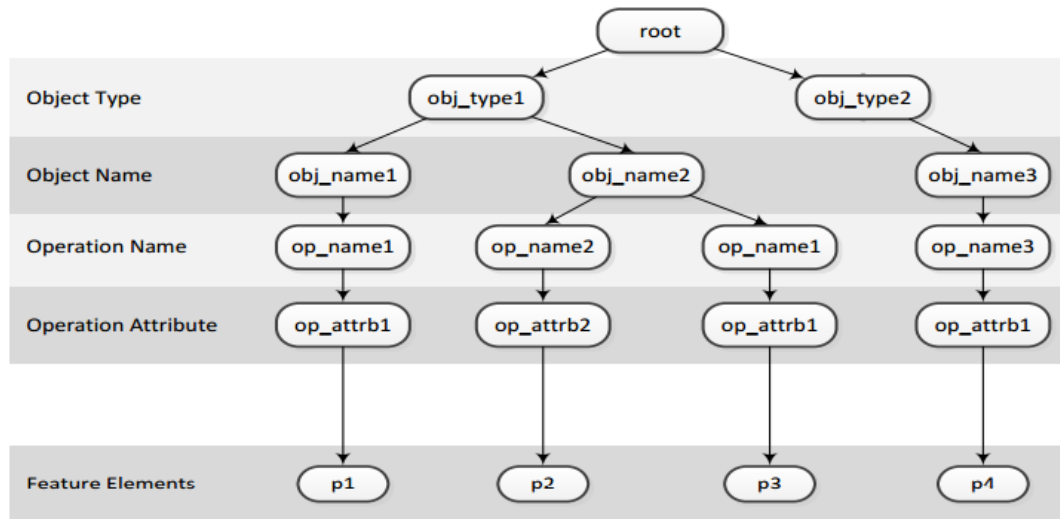 root
Object Type
obj_type1
obj_type2
Object Name
obj_name1
obj_name2
obj_name3
Operation Name
op_name1
op_name2
op_name1
op_name3
Operation Attribute
op_attrb1
op_attrb2
op_attrb1
op_attrb1
Feature Elements
p1
p2
p3
p4